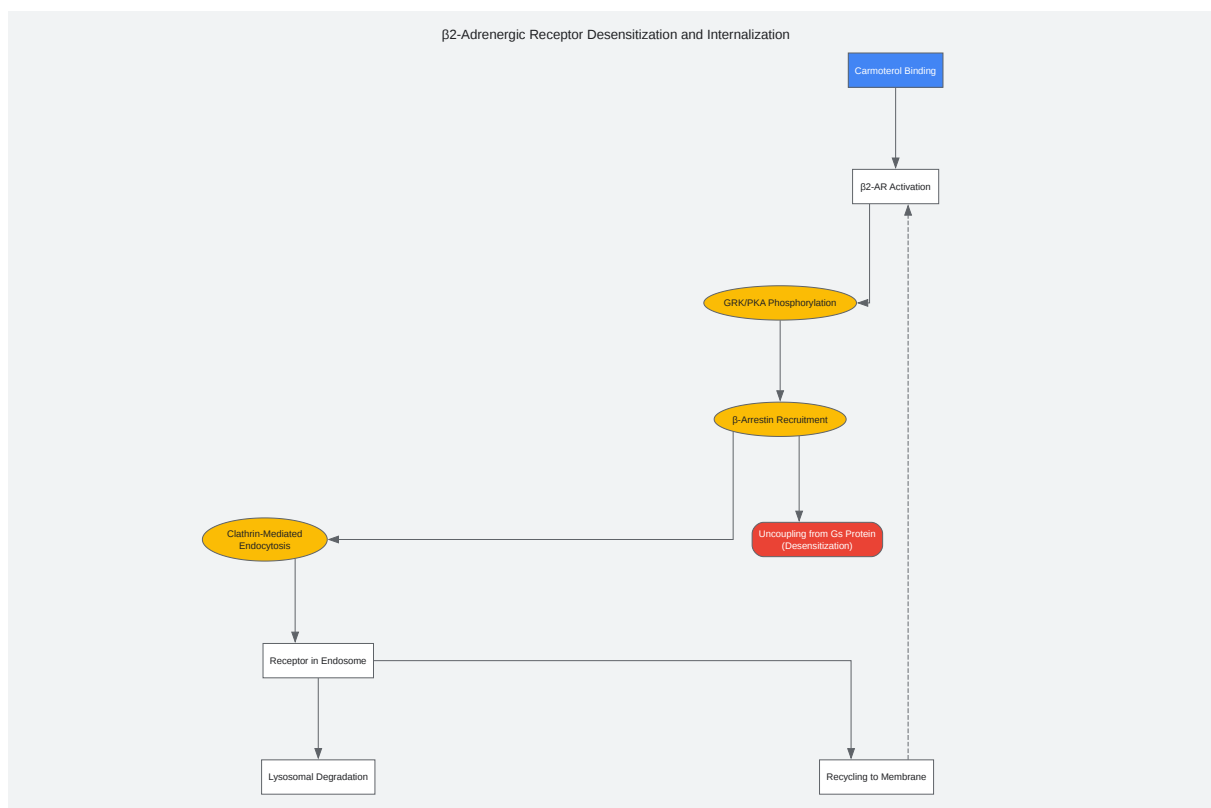 β2-Adrenergic Receptor Desensitization and Internalization
Carmoterol Binding
β2-AR Activation
GRK/PKA Phosphorylation
β-Arrestin Recruitment
Clathrin-Mediated
Endocytosis
Uncoupling from Gs Protein
(Desensitization)
Receptor in Endosome
Lysosomal Degradation
Recycling to Membrane